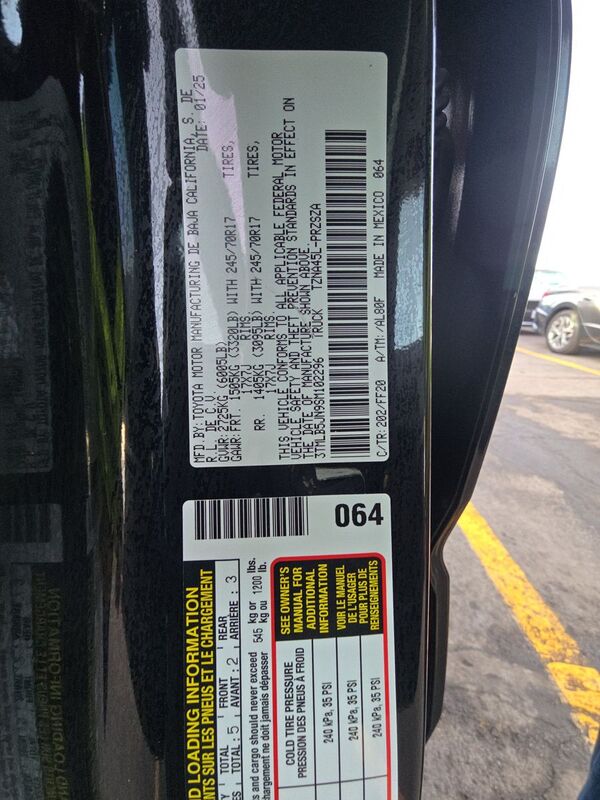 MFD.BY:TOYOTA MOTOR MANUFACTURING DE BAJA CALIFORNIA, S. DE
R.L. DE C.V. DATE: 01/25
GVWR:2725KG (6005LB)
GAWR:FRT. 1505KG (3320LB) WITH 245/70R17 TIRES,
17X7J RIMS
RR. 1405KG (3095LB) WITH 245/70R17 TIRES,
17X7J RIMS
THIS VEHICLE CONFORMS TO ALL APPLICABLE FEDERAL MOTOR
VEHICLE SAFETY AND THEFT PREVENTION STANDARDS IN EFFECT ON
THE DATE OF MANUFACTURE SHOWN ABOVE.
3TMLB5JN9SM102296 TRUCK TZNA45L-PRZSZA
C/TR:202/FF20 A/TM:-/AL80F MADE IN MEXICO 064
064
ND LOADING INFORMATION
NTS SUR LES PNEUS ET LE CHARGEMENT
TOTAL FRONT REAR
TOTAL:5 AVANT:2 ARRIÈRE:3
s and cargo should never exceed 545 kg or 1200 lbs.
hargement ne doit jamais dépasser kg ou lb.
COLD TIRE PRESSURE
PRESSION DES PNEUS À FROID
240 kPa, 35 PSI
240 kPa, 35 PSI
240 kPa, 35 PSI
SEE OWNER'S
MANUAL FOR
ADDITIONAL
INFORMATION
VOIR LE MANUEL
DE L'USAGER
POUR PLUS DE
RENSEIGNEMENTS